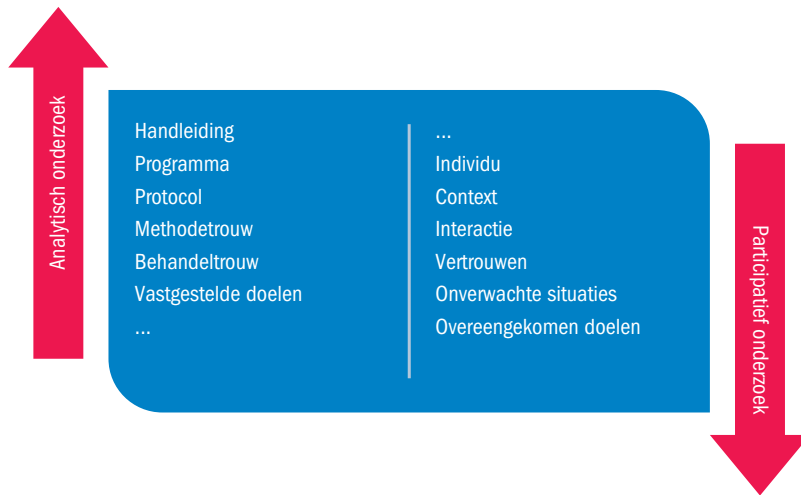 Analytisch onderzoek
Handleiding
Programma
Protocol
Methodetrouw
Behandeltrouw
Vastgestelde doelen
...
...
Individu
Context
Interactie
Vertrouwen
Onverwachte situaties
Overeengekomen doelen
Participatief onderzoek